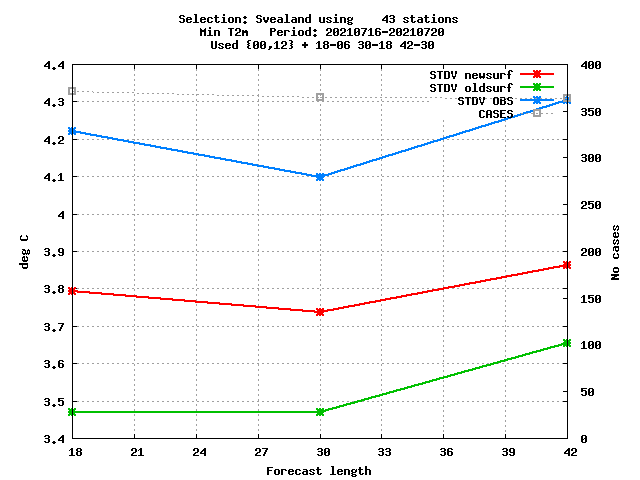 Selection: Svealand using    43 stations
Min T2m   Period: 20210716-20210720
Used {00,12} + 18-06 30-18 42-30
STDV newsurf
STDV oldsurf
STDV OBS
CASES
4.4
4.3
4.2
4.1
4
3.9
3.8
3.7
3.6
3.5
3.4
deg C
400
350
300
250
200
150
100
50
0
No cases
18 21 24 27 30 33 36 39 42
Forecast length